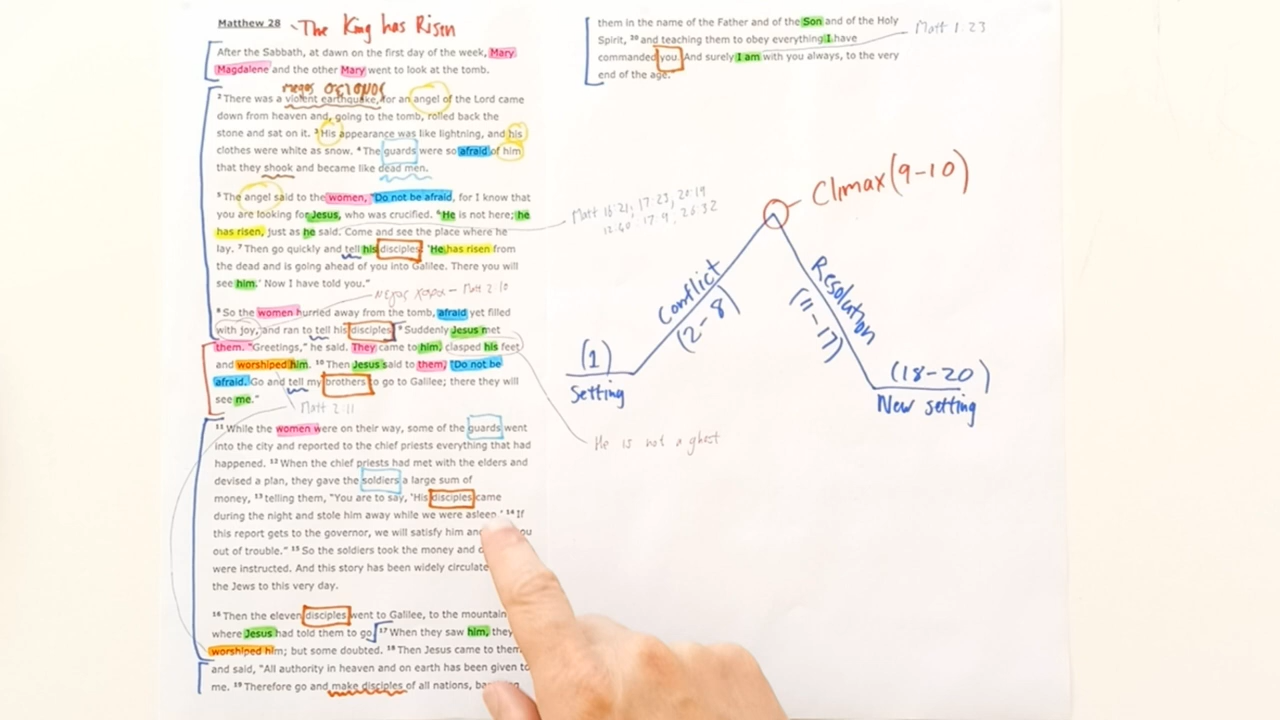 Matthew 28 The King has Risen
After the Sabbath, at dawn on the first day of the week, Mary
Magdalene and the other Mary went to look at the tomb.
μεγας σεισμος
2 There was a violent earthquake, for an angel of the Lord came
down from heaven and, going to the tomb, rolled back the
stone and sat on it. 3 His appearance was like lightning, and his
clothes were white as snow. 4 The guards were so afraid of him
that they shook and became like dead men.
5 The angel said to the women, "Do not be afraid, for I know that
you are looking for Jesus, who was crucified. 6 He is not here; he
has risen, just as he said. Come and see the place where he
lay. 7 Then go quickly and tell his disciples: 'He has risen from
the dead and is going ahead of you into Galilee. There you will
see him.' Now I have told you."
μεγας χαρα – Matt 2:10
8 So the women hurried away from the tomb, afraid yet filled
with joy, and ran to tell his disciples. 9 Suddenly Jesus met
them. "Greetings," he said. They came to him, clasped his feet
and worshiped him. 10 Then Jesus said to them, "Do not be
afraid. Go and tell my brothers to go to Galilee; there they will
see me."
Matt 2:11
11 While the women were on their way, some of the guards went
into the city and reported to the chief priests everything that had
happened. 12 When the chief priests had met with the elders and
devised a plan, they gave the soldiers a large sum of
money, 13 telling them, "You are to say, 'His disciples came
during the night and stole him away while we were asleep.' 14 If
this report gets to the governor, we will satisfy him and
out of trouble." 15 So the soldiers took the money and
were instructed. And this story has been widely circulate
the Jews to this very day.
16 Then the eleven disciples went to Galilee, to the mountain
where Jesus had told them to go. 17 When they saw him, they
worshiped him; but some doubted. 18 Then Jesus came to them
and said, "All authority in heaven and on earth has been given to
me. 19 Therefore go and make disciples of all nations,
them in the name of the Father and of the Son and of the Holy
Spirit, 20 and teaching them to obey everything I have
commanded you. And surely I am with you always, to the very
end of the age."
Matt 1:23
Matt 16:21; 17:23; 20:19
12:40; 17:9; 26:32
Climax (9-10)
Conflict
(2-8)
Resolution
(11-17)
(1)
Setting
(18-20)
New setting
He is not a ghost